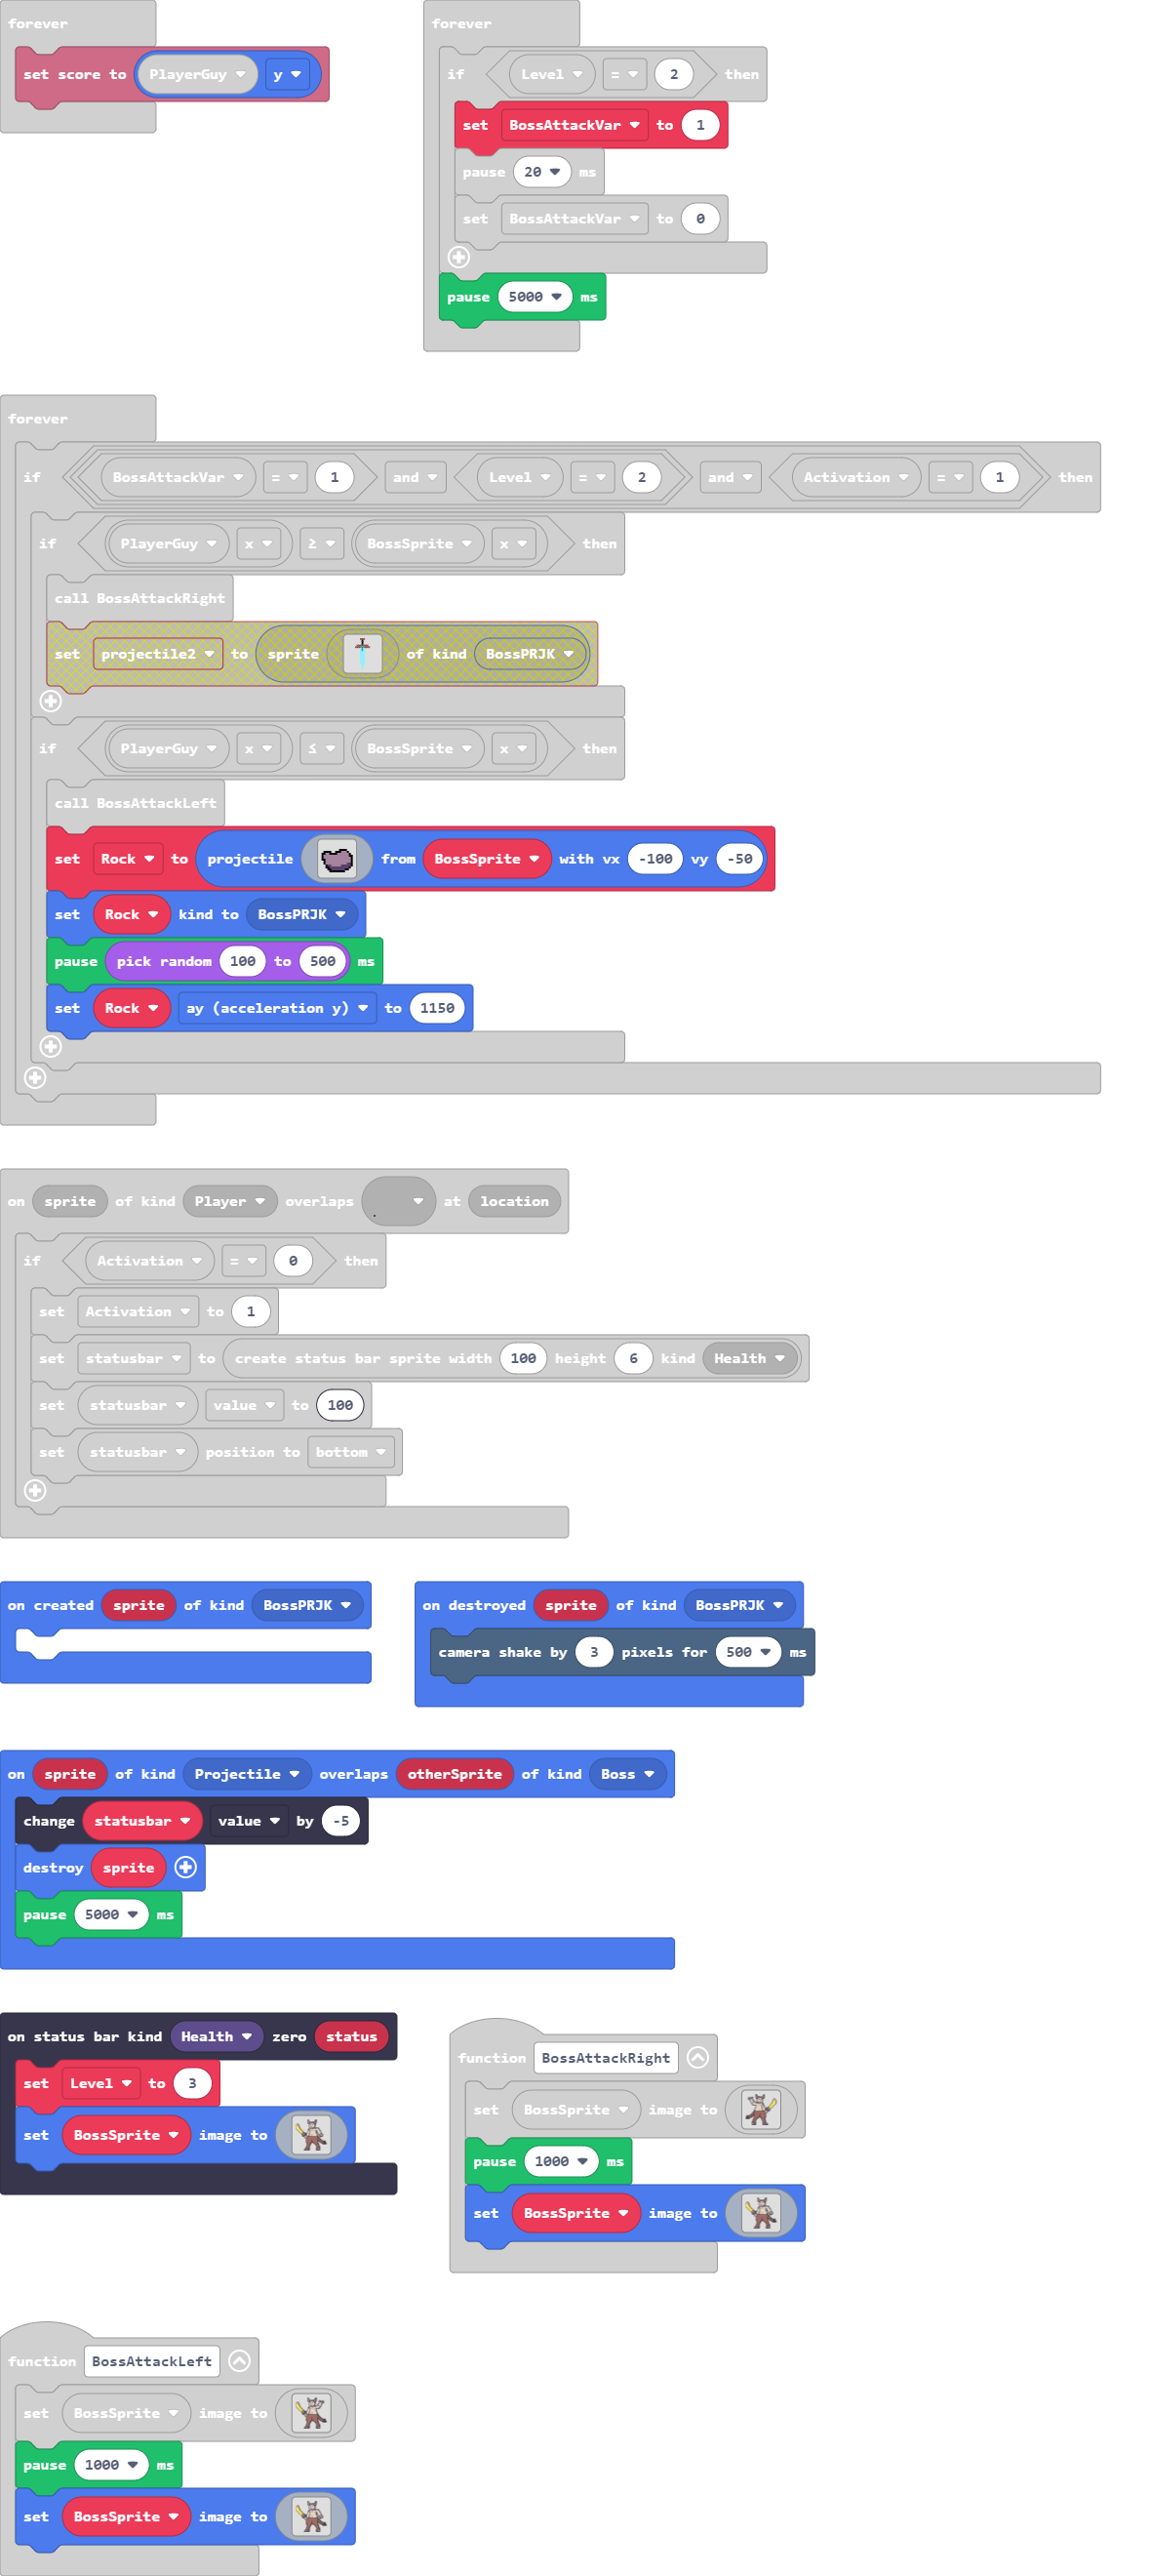 forever
set score to PlayerGuy y
forever
if Level = 2 then
set BossAttackVar to 1
pause 20 ms
set BossAttackVar to 0
pause 5000 ms
forever
if BossAttackVar = 1 and Level = 2 and Activation = 1 then
if PlayerGuy x ≥ BossSprite x then
call BossAttackRight
set projectile2 to sprite of kind BossPRJK
if PlayerGuy x ≤ BossSprite x then
call BossAttackLeft
set Rock to projectile from BossSprite with vx -100 vy -50
set Rock kind to BossPRJK
pause pick random 100 to 500 ms
set Rock ay (acceleration y) to 1150
on sprite of kind Player overlaps at location
if Activation = 0 then
set Activation to 1
set statusbar to create status bar sprite width 100 height 6 kind Health
set statusbar value to 100
set statusbar position to bottom
on created sprite of kind BossPRJK
on destroyed sprite of kind BossPRJK
camera shake by 3 pixels for 500 ms
on sprite of kind Projectile overlaps otherSprite of kind Boss
change statusbar value by -5
destroy sprite
pause 5000 ms
on status bar kind Health zero status
set Level to 3
set BossSprite image to
function BossAttackRight
set BossSprite image to
pause 1000 ms
set BossSprite image to
function BossAttackLeft
set BossSprite image to
pause 1000 ms
set BossSprite image to